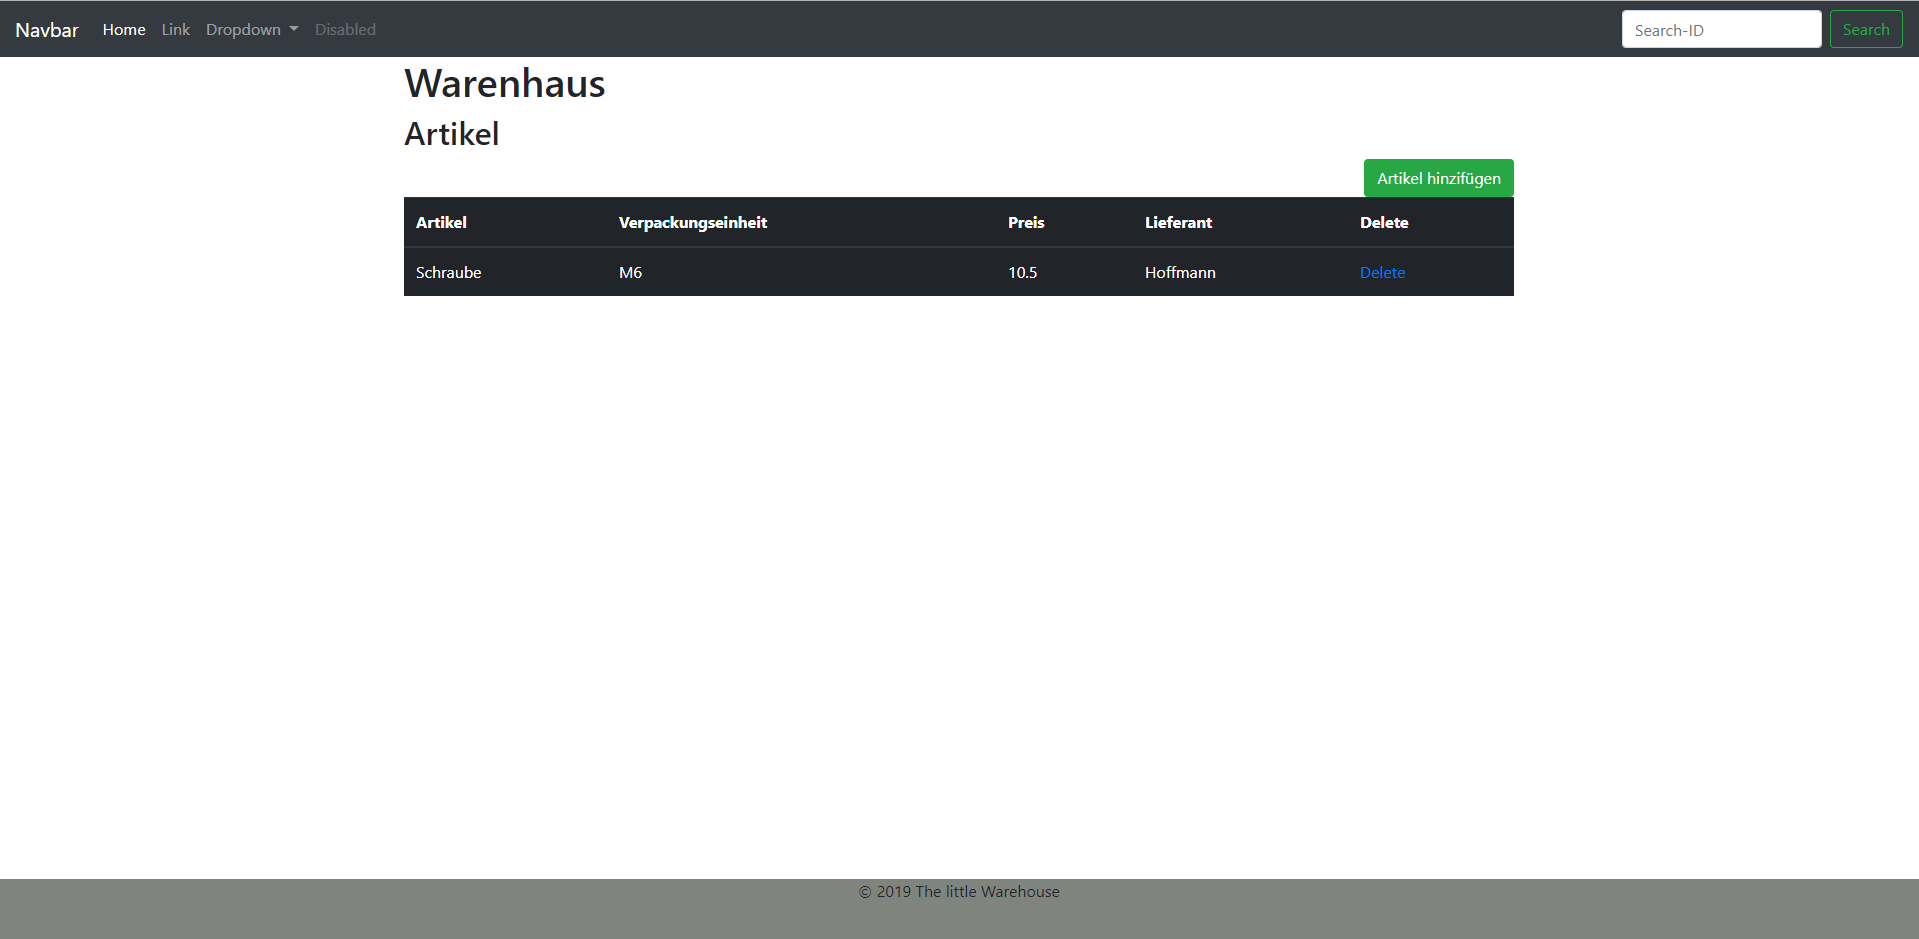 Navbar Home Link Dropdown Disabled Search-ID Search
Warenhaus
Artikel
Artikel hinzifügen
Artikel Verpackungseinheit Preis Lieferant Delete
Schraube M6 10.5 Hoffmann Delete
© 2019 The little Warehouse